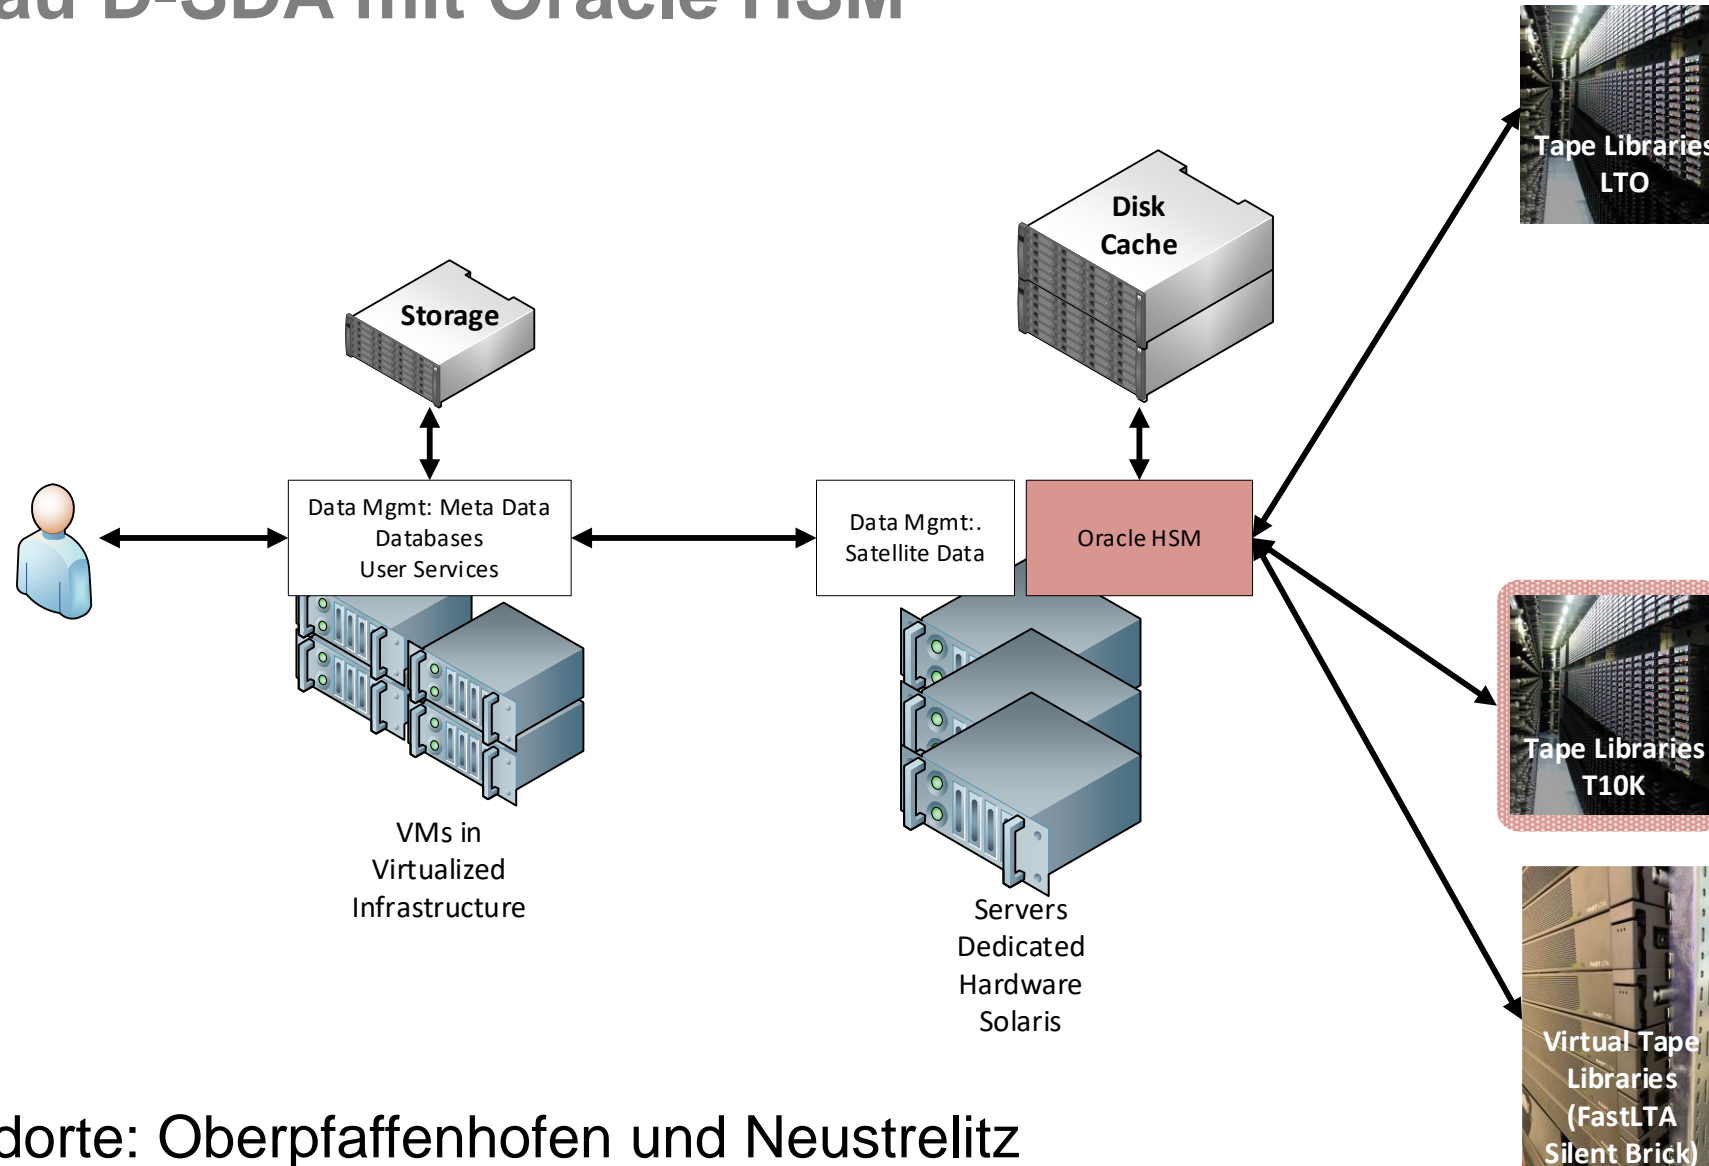 au D-SDA mit Oracle HSM
Tape Libraries
LTO
Disk
Cache
Storage
Data Mgmt: Meta Data
Databases
User Services
Data Mgmt:.
Satellite Data
Oracle HSM
Tape Libraries
T10K
VMs in
Virtualized
Infrastructure
Servers
Dedicated
Hardware
Solaris
Virtual Tape
Libraries
(FastLTA
Silent Brick)
dorte: Oberpfaffenhofen und Neustrelitz